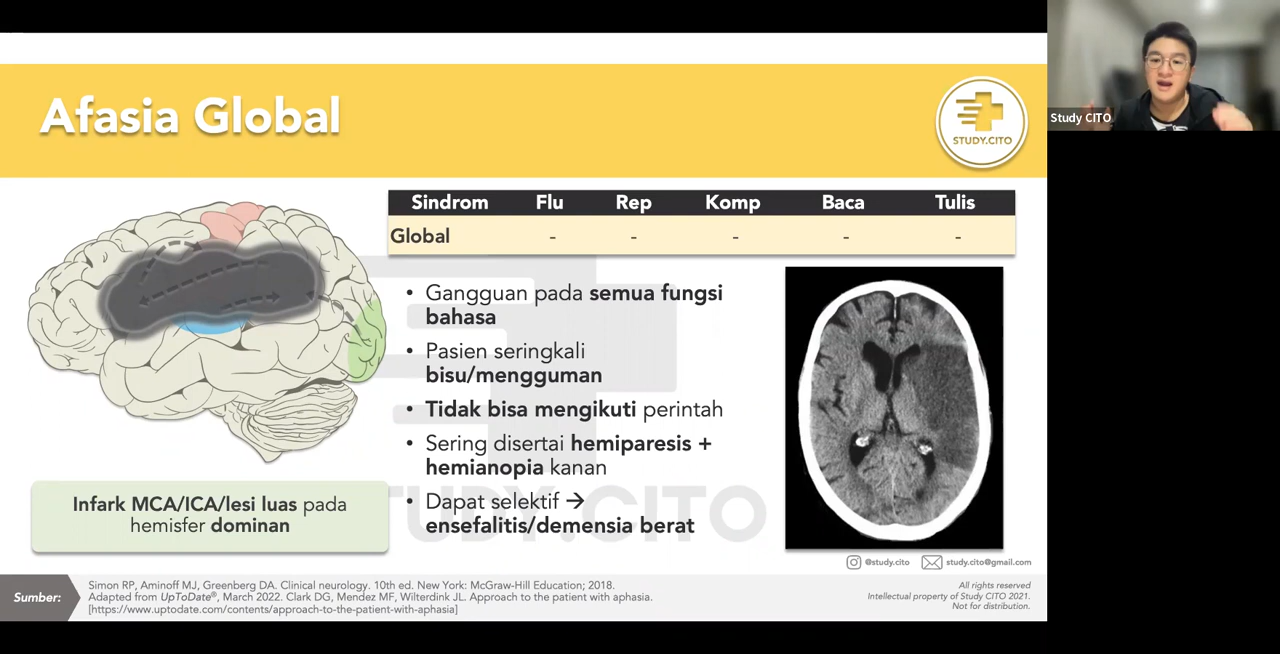 Afasia Global
STUDY.CITO
Study CITO
Sindrom Flu Rep Komp Baca Tulis
Global - - - - -
• Gangguan pada semua fungsi
bahasa
• Pasien seringkali
bisu/mengguman
• Tidak bisa mengikuti perintah
• Sering disertai hemiparesis +
hemianopia kanan
• Dapat selektif →
ensefalitis/demensia berat
Infark MCA/ICA/lesi luas pada
hemisfer dominan
STUDY.CITO
@study.cito study.cito@gmail.com
Sumber:
Simon RP, Aminoff MJ, Greenberg DA. Clinical neurology. 10th ed. New York: McGraw-Hill Education; 2018.
Adapted from UpToDate®, March 2022. Clark DG, Mendez MF, Wilterdink JL. Approach to the patient with aphasia.
[https://www.uptodate.com/contents/approach-to-the-patient-with-aphasia]
All rights reserved
Intellectual property of Study CITO 2021.
Not for distribution.